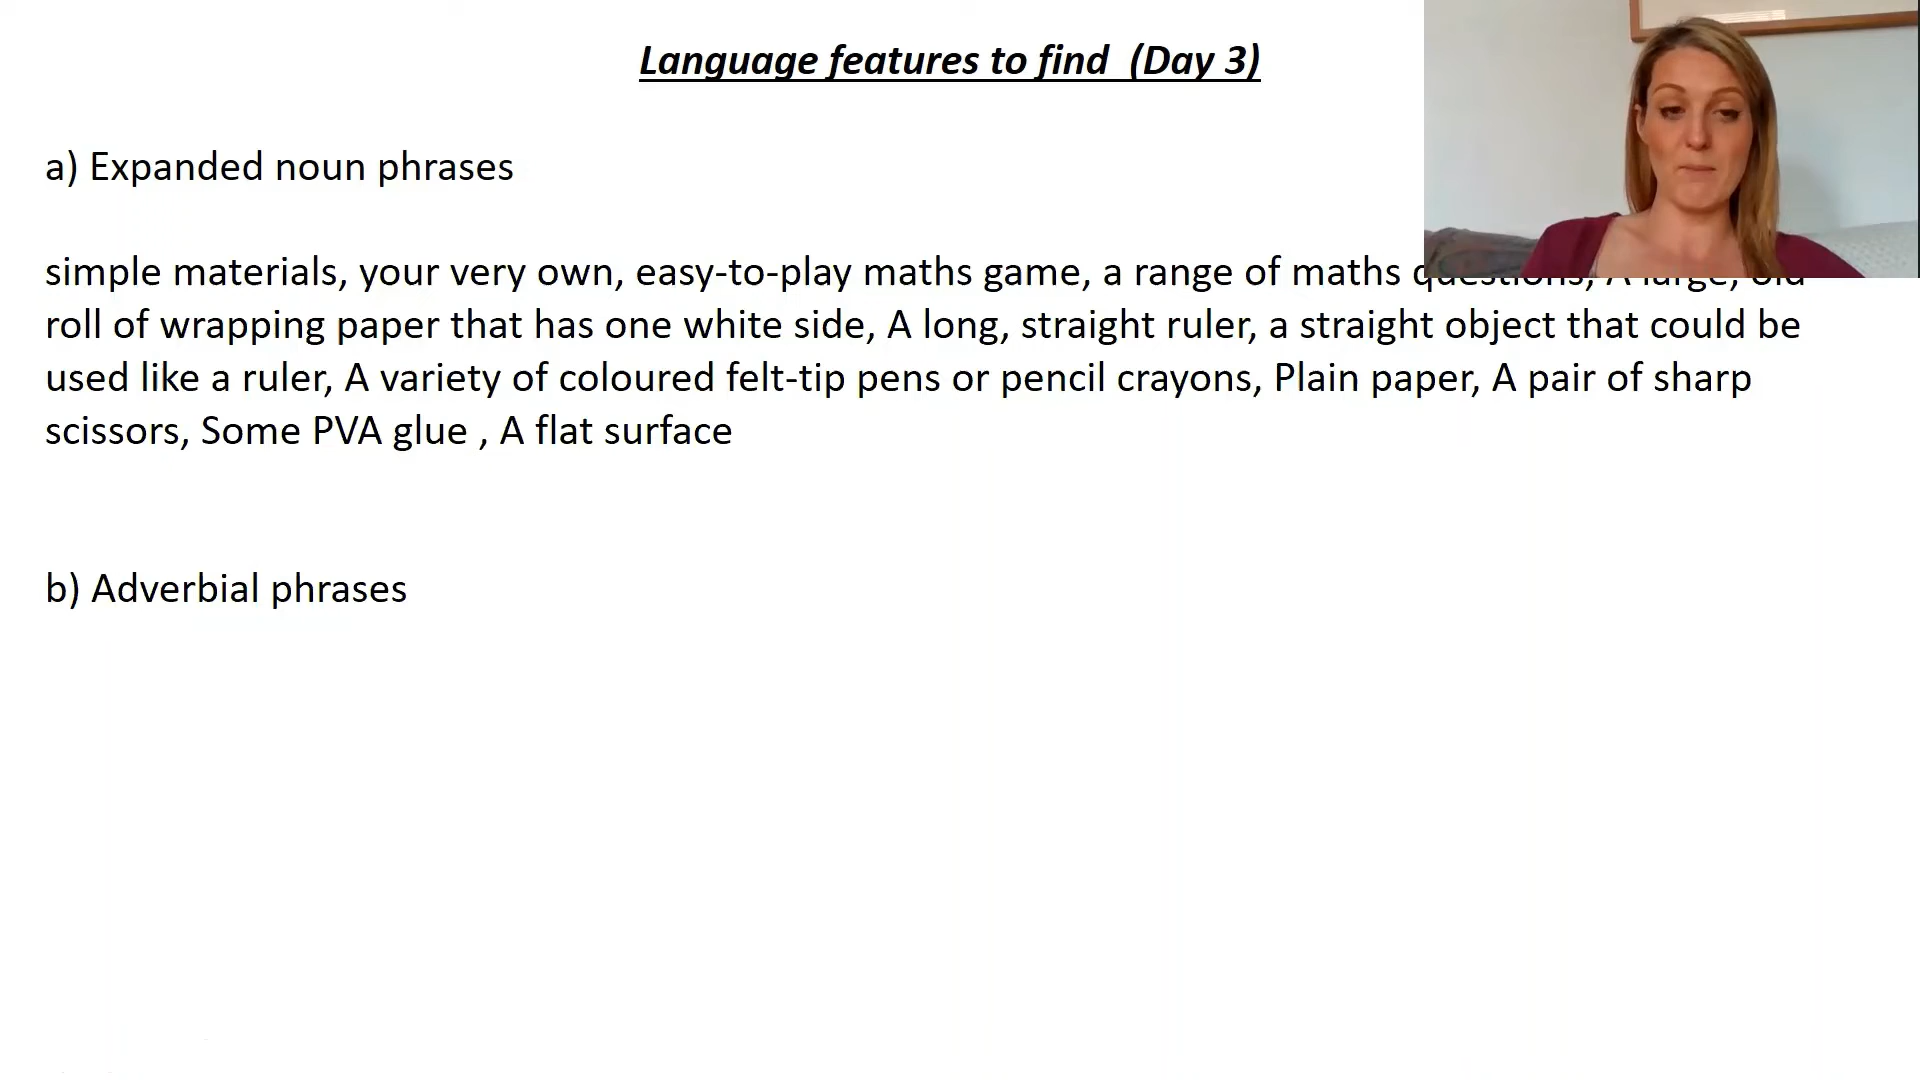 Language features to find (Day 3)
a) Expanded noun phrases
simple materials, your very own, easy-to-play maths game, a range of maths questions, A large, old
roll of wrapping paper that has one white side, A long, straight ruler, a straight object that could be
used like a ruler, A variety of coloured felt-tip pens or pencil crayons, Plain paper, A pair of sharp
scissors, Some PVA glue , A flat surface
b) Adverbial phrases